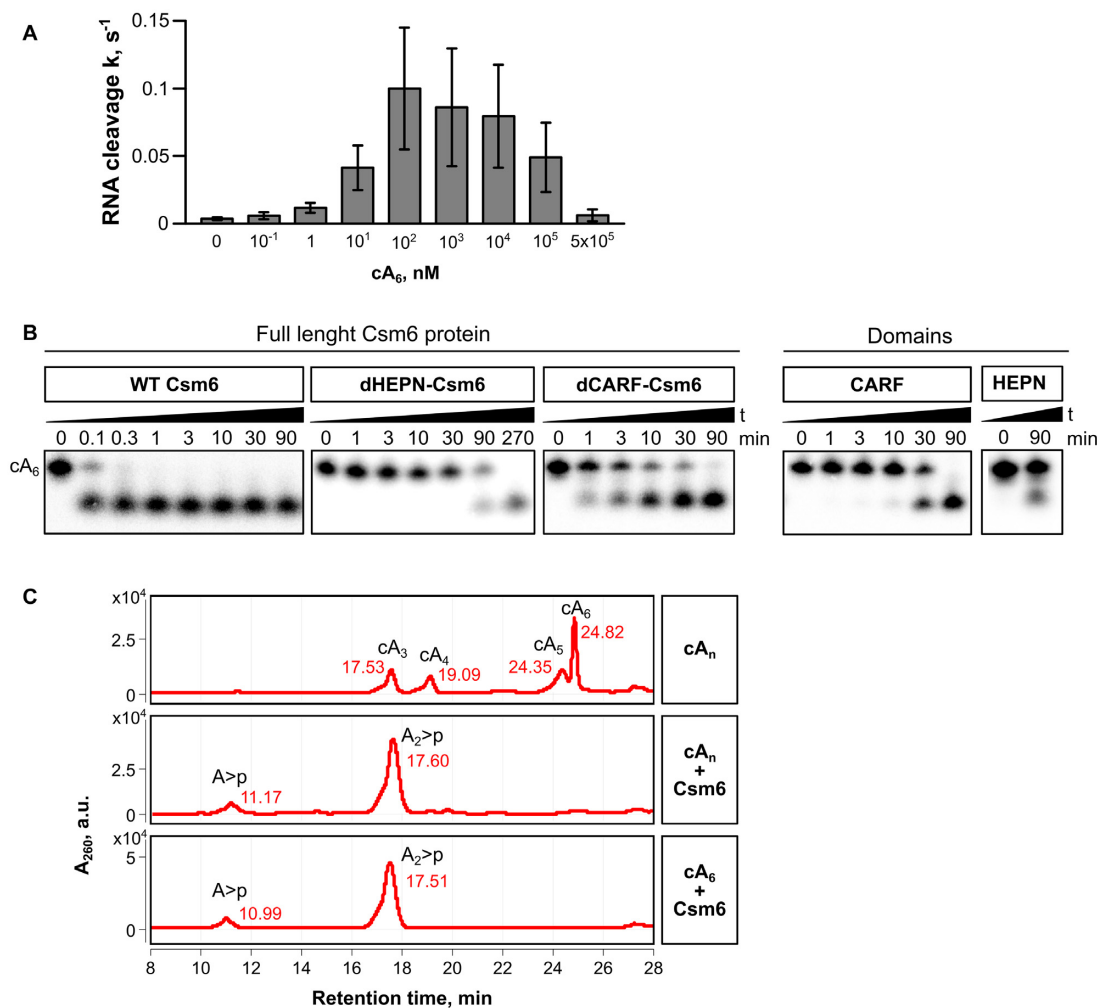 A
RNA cleavage k, s⁻¹
0.15
0.1
0.05
0
0 10⁻¹ 1 10¹ 10² 10³ 10⁴ 10⁵ 5x10⁵
cA₆, nM
B
Full lenght Csm6 protein Domains
WT Csm6 dHEPN-Csm6 dCARF-Csm6 CARF HEPN
t t
0 0.1 0.3 1 3 10 30 90 0 1 3 10 30 90 270 0 1 3 10 30 90 min 0 1 3 10 30 90 0 90 min
cA₆
C
x10⁴
2.5
0
cA₃
17.53
cA₄
19.09
cA₅
24.35
cA₆
24.82
cAₙ
x10⁴
2.5
0
A>p
11.17
A₂>p
17.60
cAₙ
+
Csm6
x10⁴
5
0
A>p
10.99
A₂>p
17.51
cA₆
+
Csm6
A₂₆₀, a.u.
8 10 12 14 16 18 20 22 24 26 28
Retention time, min